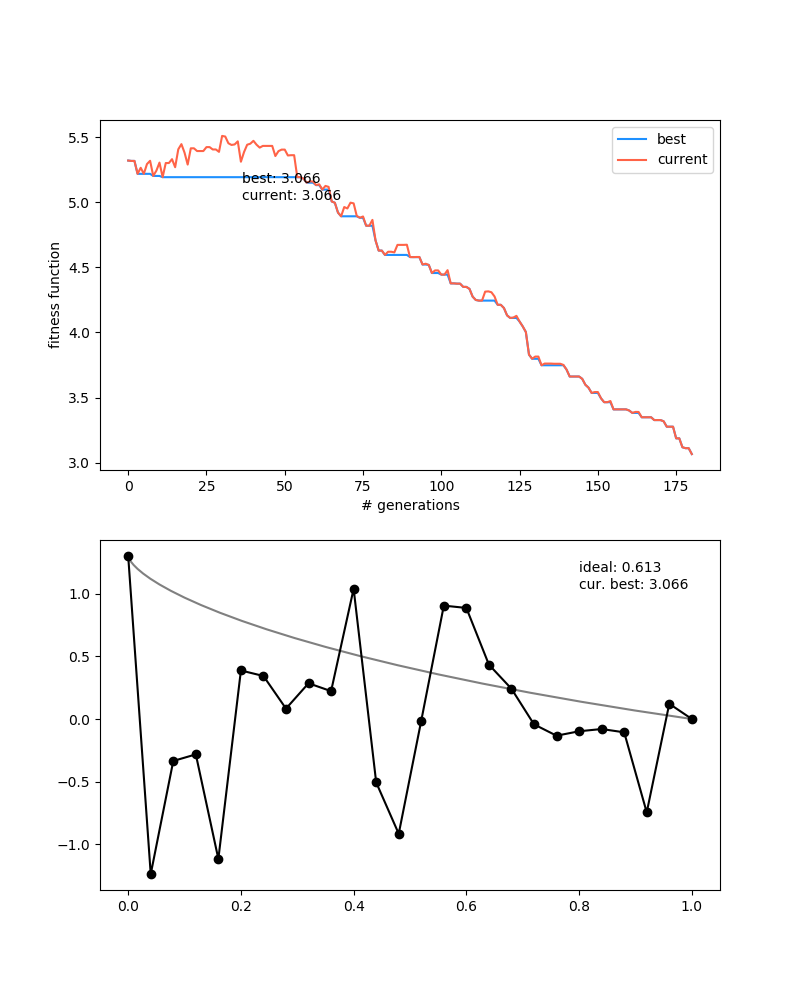 5.5
5.0
4.5
4.0
3.5
3.0
fitness function
best
current
best: 3.066
current: 3.066
0 25 50 75 100 125 150 175
# generations
1.0
0.5
0.0
−0.5
−1.0
ideal: 0.613
cur. best: 3.066
0.0 0.2 0.4 0.6 0.8 1.0